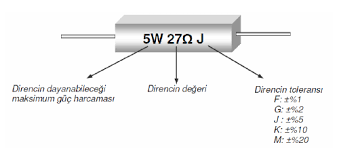 5W 27Ω J
Direncin dayanabileceği
maksimum güç harcaması
Direncin değeri
Direncin toleransı
F: ±%1
G: ±%2
J : ±%5
K: ±%10
M: ±%20